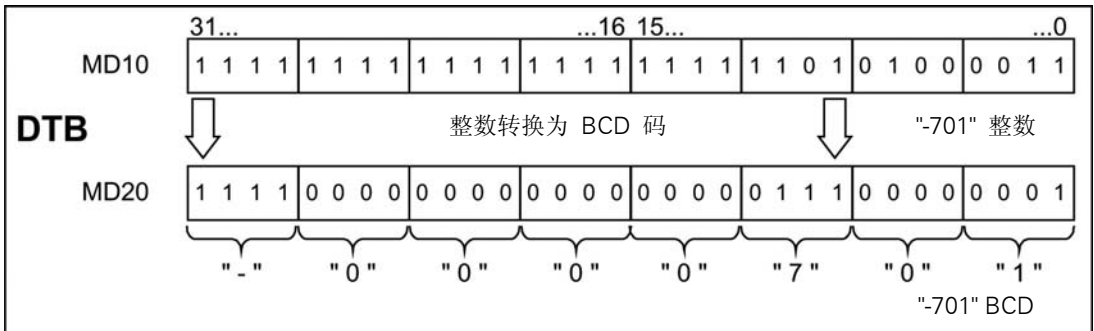 31... ...16 15... ...0
MD10 1 1 1 1 1 1 1 1 1 1 1 1 1 1 1 1 1 1 1 1 1 1 0 1 0 1 0 0 0 0 1 1
DTB 整数转换为 BCD 码 "-701" 整数
MD20 1 1 1 1 0 0 0 0 0 0 0 0 0 0 0 0 0 0 0 0 0 1 1 1 0 0 0 0 0 0 0 1
"-" "0" "0" "0" "0" "7" "0" "1"
"-701" BCD